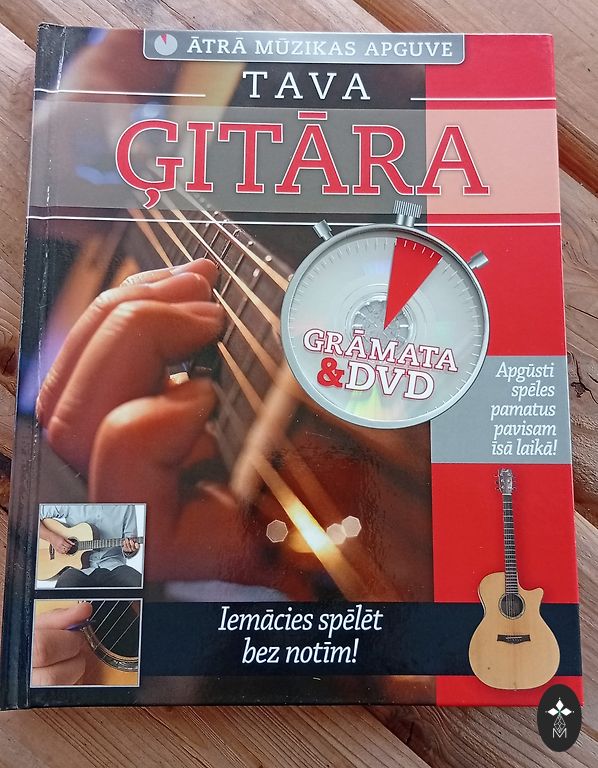 ĀTRĀ MŪZIKAS APGUVE
TAVA
ĢITĀRA
GRĀMATA
& DVD
Apgūsti
spēles
pamatus
pavisam
īsā laikā!
Iemācies spēlēt
bez notīm!
M